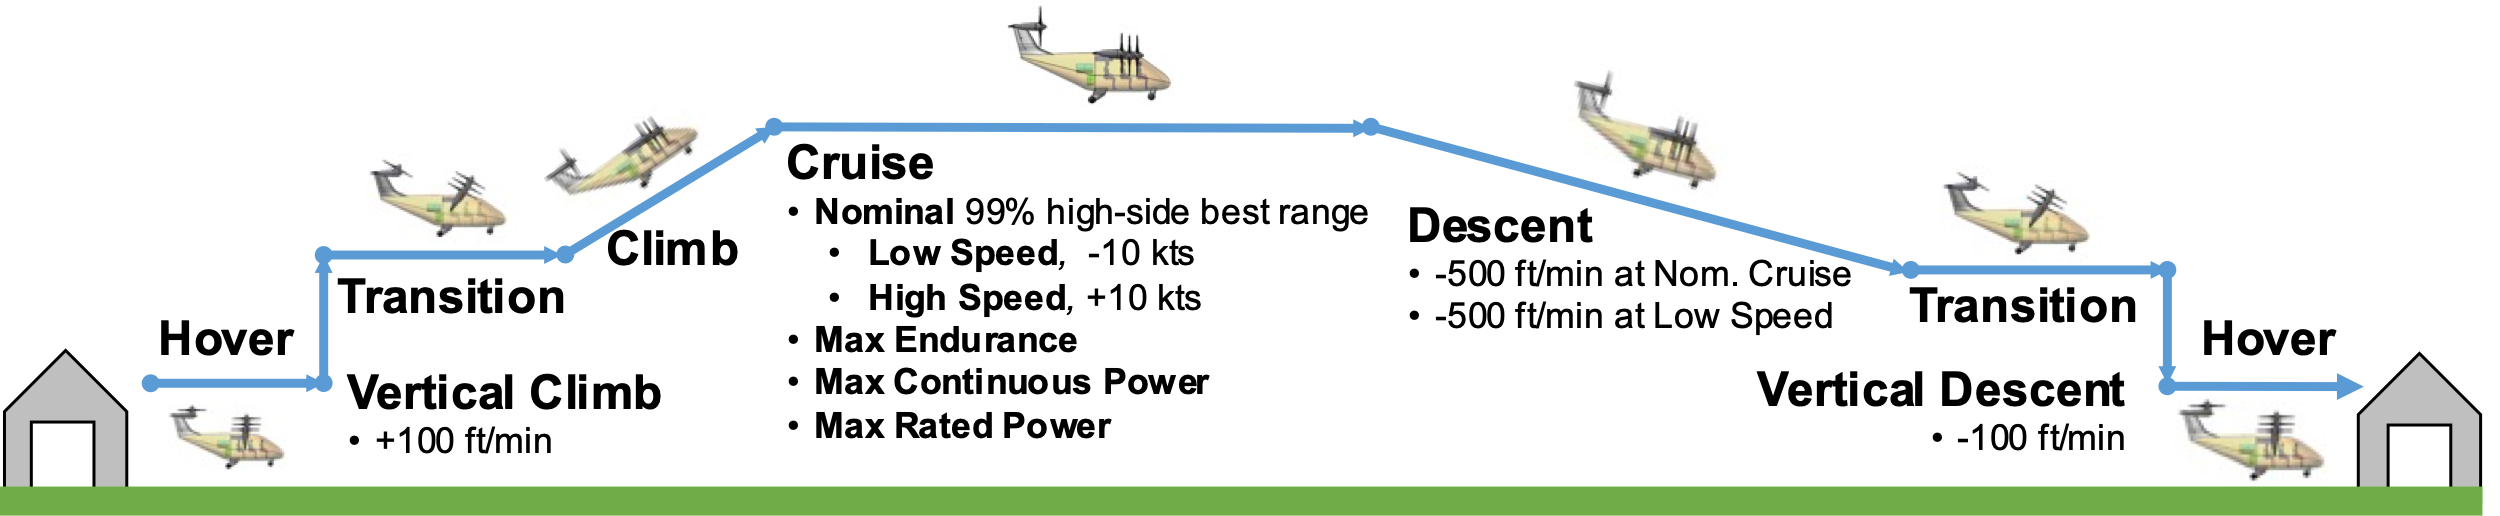 Hover
Vertical Climb
• +100 ft/min
Transition
Climb
Cruise
• Nominal 99% high-side best range
• Low Speed, -10 kts
• High Speed, +10 kts
• Max Endurance
• Max Continuous Power
• Max Rated Power
Descent
• -500 ft/min at Nom. Cruise
• -500 ft/min at Low Speed
Transition
Vertical Descent
• -100 ft/min
Hover